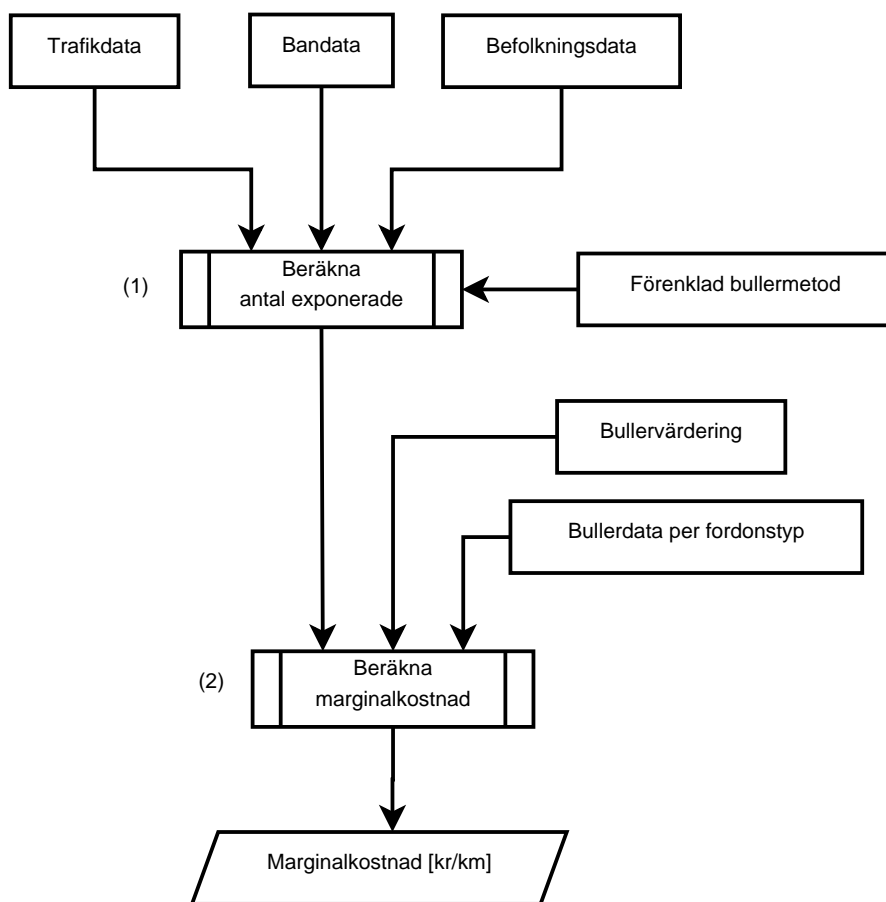 Trafikdata
Bandata
Befolkningsdata
(1)
Beräkna
antal exponerade
Förenklad bullermetod
Bullervärdering
Bullerdata per fordonstyp
(2)
Beräkna
marginalkostnad
Marginalkostnad [kr/km]